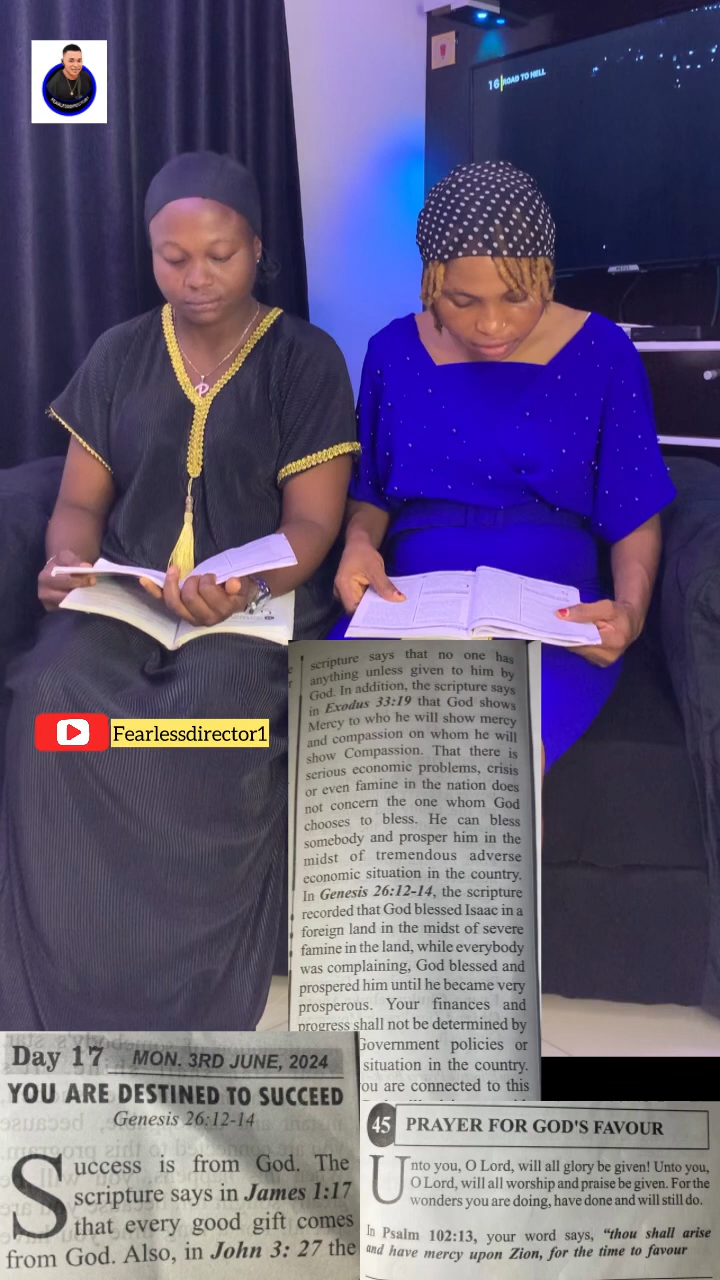 FEARLESSDIRECTOR1
16 ROAD TO HELL
Fearlessdirector1
scripture says that no one has
anything unless given to him by
God. In addition, the scripture says
in Exodus 33:19 that God shows
Mercy to who he will show mercy
and compassion on whom he will
show Compassion. That there is
serious economic problems, crisis
or even famine in the nation does
not concern the one whom God
chooses to bless. He can bless
somebody and prosper him in the
midst of tremendous adverse
economic situation in the country.
In Genesis 26:12-14, the scripture
recorded that God blessed Isaac in a
foreign land in the midst of severe
famine in the land, while everybody
was complaining, God blessed and
prospered him until he became very
prosperous. Your finances and
progress shall not be determined by
Government policies or
situation in the country.
ou are connected to this
Day 17 MON. 3RD JUNE, 2024
YOU ARE DESTINED TO SUCCEED
Genesis 26:12-14
Success is from God. The
scripture says in James 1:17
that every good gift comes
from God. Also, in John 3: 27 the
45 PRAYER FOR GOD'S FAVOUR
Unto you, O Lord, will all glory be given! Unto you,
O Lord, will all worship and praise be given. For the
wonders you are doing, have done and will still do.
In Psalm 102:13, your word says, "thou shall arise
and have mercy upon Zion, for the time to favour